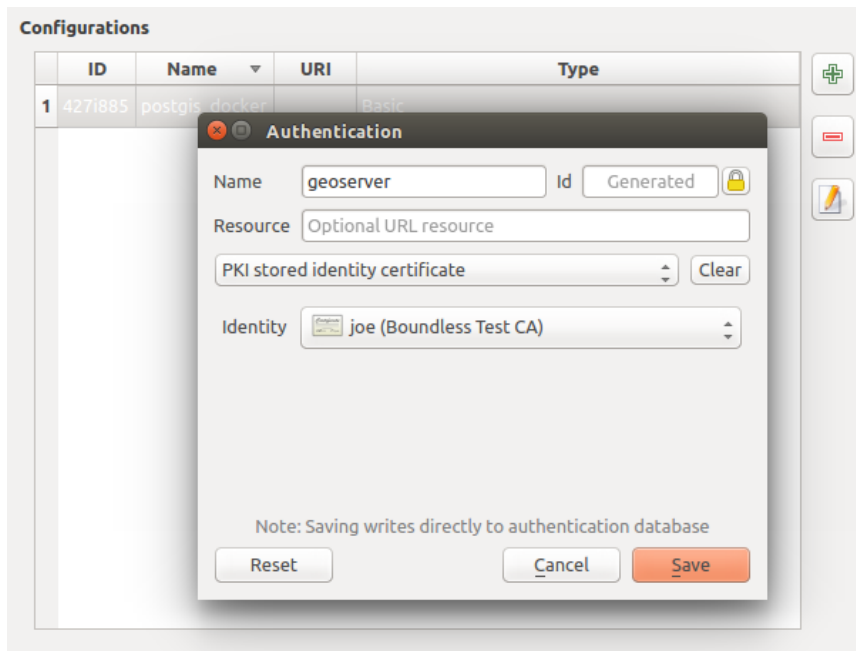 Configurations
ID Name URI Type
1 427i885 postgis_docker Basic
Authentication
Name geoserver Id Generated
Resource Optional URL resource
PKI stored identity certificate Clear
Identity joe (Boundless Test CA)
Note: Saving writes directly to authentication database
Reset Cancel Save